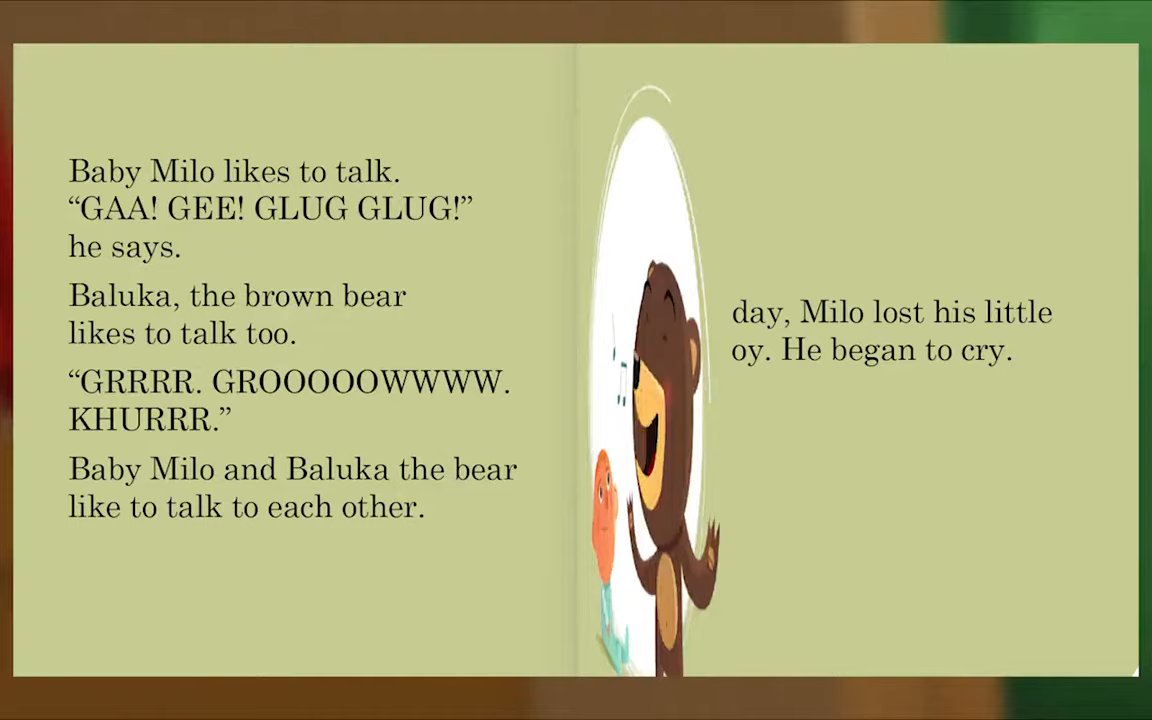 Baby Milo likes to talk.
“GAA! GEE! GLUG GLUG!”
he says.
Baluka, the brown bear
likes to talk too.
“GRRRR. GROOOOOWWWW.
KHURRR.”
Baby Milo and Baluka the bear
like to talk to each other.
day, Milo lost his little
oy. He began to cry.